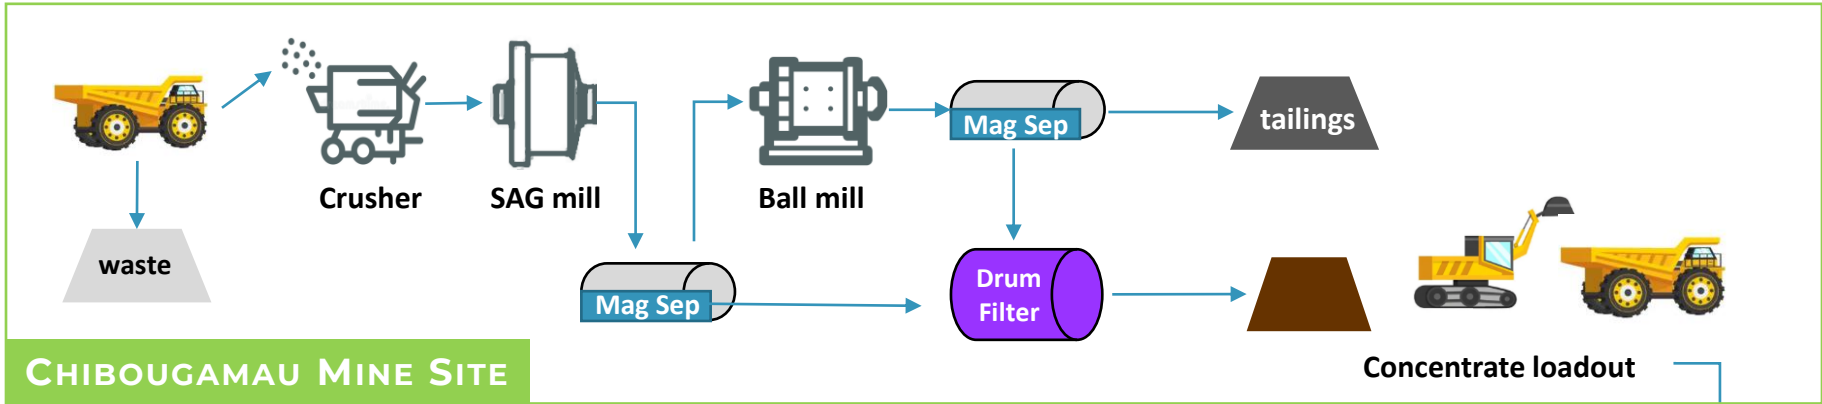 Mag Sep
tailings
Crusher
SAG mill
Ball mill
waste
Drum
Filter
Mag Sep
Concentrate loadout
CHIBOUGAMAU MINE SITE